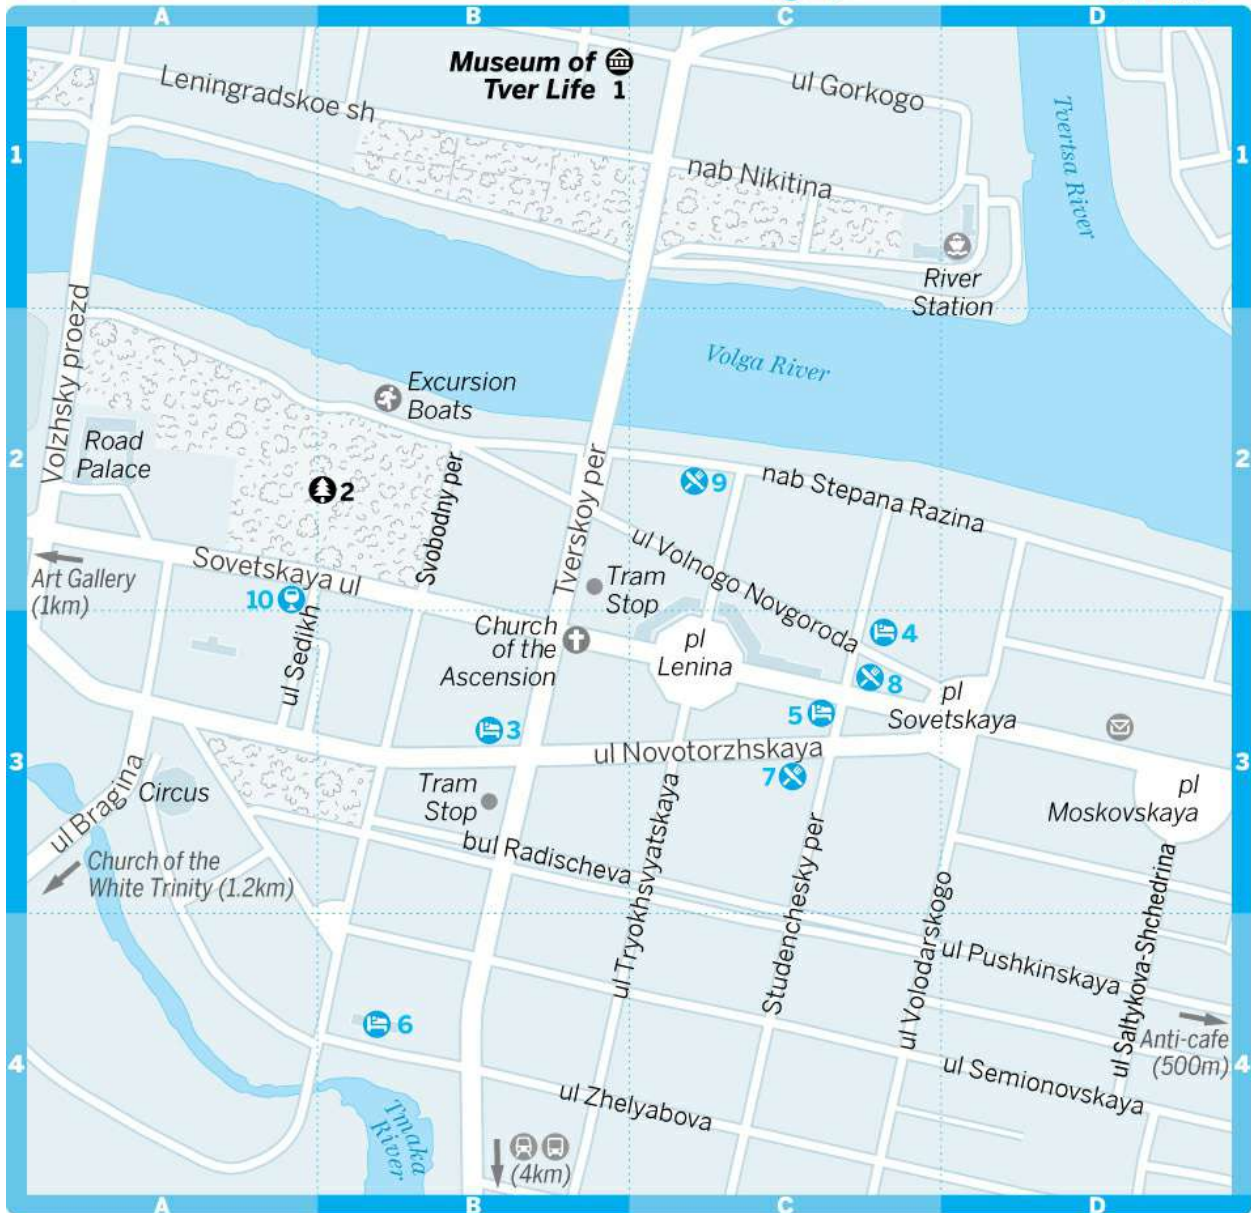 A
B
C
D
Museum of
Tver Life 1
Leningradskoe sh
ul Gorkogo
Tvertsa River
1
1
nab Nikitina
River
Station
Volzhsky proezd
Volga River
Excursion
Boats
Road
Palace
2
2
2
9
nab Stepana Razina
Svobodny per
Tverskoy per
ul Volnogo Novgoroda
Sovetskaya ul
Art Gallery
(1km)
10
Tram
Stop
ul Sedikh
Church
of the
Ascension
pl
Lenina
4
8
pl
Sovetskaya
5
3
ul Novotorzhskaya
7
3
3
Circus
Tram
Stop
pl
Moskovskaya
ul Bragina
bul Radischeva
Church of the
White Trinity (1.2km)
ul Tryokhsvyatskaya
Studenchesky per
ul Volodarskogo
ul Pushkinskaya
ul Saltykova-Shchedrina
6
Anti-cafe
(500m)
4
4
ul Semionovskaya
ul Zhelyabova
Tmaka
River
(4km)
A
B
C
D